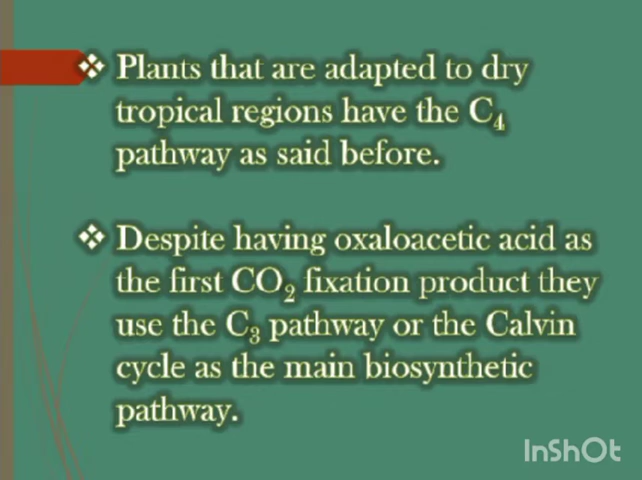 ❖ Plants that are adapted to dry
tropical regions have the C₄
pathway as said before.
❖ Despite having oxaloacetic acid as
the first CO₂ fixation product they
use the C₃ pathway or the Calvin
cycle as the main biosynthetic
pathway.
InShOt